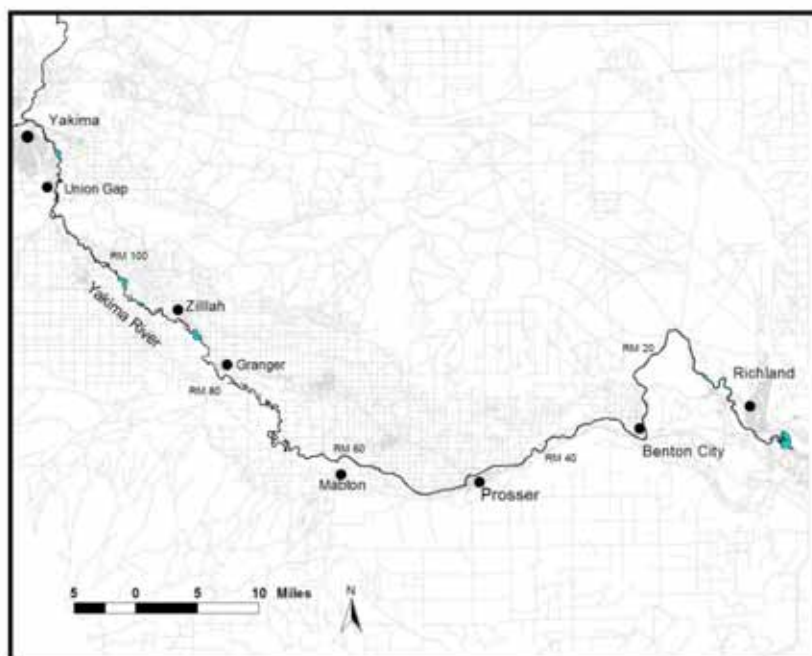 Yakima
Union Gap
RM 100
Yakima River
Zilllah
Granger
RM 80
RM 60
Mabton
Prosser
RM 40
Benton City
RM 20
Richland
5 0 5 10 Miles
N